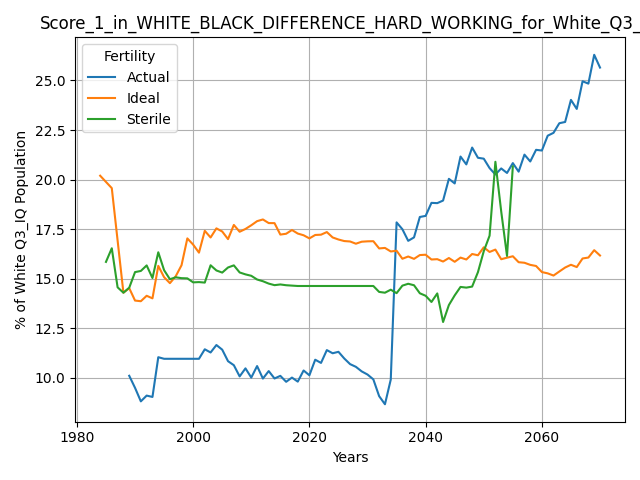 Score_1_in_WHITE_BLACK_DIFFERENCE_HARD_WORKING_for_White_Q3_
Fertility
Actual
Ideal
Sterile
% of White Q3_IQ Population
25.0
22.5
20.0
17.5
15.0
12.5
10.0
1980
2000
2020
2040
2060
Years